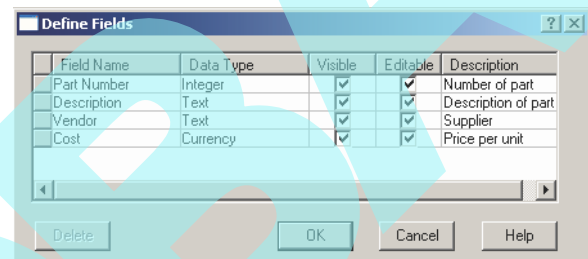 Define Fields
Field Name Data Type Visible Editable Description
Part Number Integer Number of part
Description Text Description of part
Vendor Text Supplier
Cost Currency Price per unit
Delete OK Cancel Help